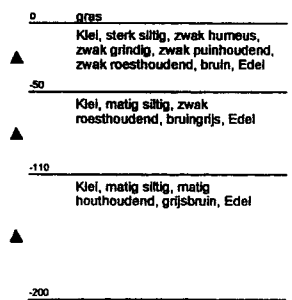 0 gras
Klei, sterk siltig, zwak humeus,
zwak grindig, zwak puinhoudend,
zwak roesthoudend, bruin, Edel
-50
Klei, matig siltig, zwak
roesthoudend, bruingrijs, Edel
-110
Klei, matig siltig, matig
houthoudend, grijsbruin, Edel
-200